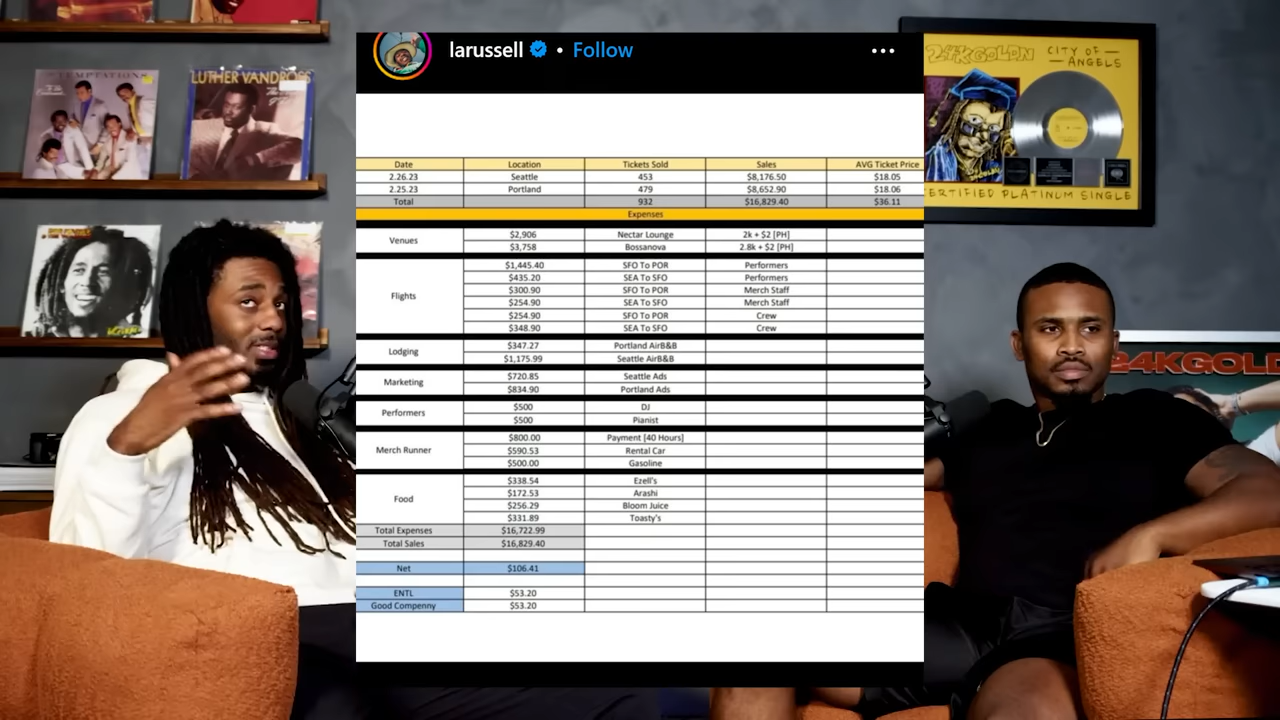 larussell • Follow
Date Location Tickets Sold Sales AVG Ticket Price
2.26.23 Seattle 453 $8,176.50 $18.05
2.25.23 Portland 479 $8,652.90 $18.06
Total 932 $16,829.40 $36.11
Expenses
Venues
$2,906 Nectar Lounge 2k + $2 [PH]
$3,758 Bossanova 2.8k + $2 [PH]
Flights
$1,445.40 SFO To POR Performers
$435.20 SEA To SFO Performers
$300.90 SFO To POR Merch Staff
$254.90 SEA To SFO Merch Staff
$254.90 SFO To POR Crew
$348.90 SEA To SFO Crew
Lodging
$347.27 Portland AirB&B
$1,175.99 Seattle AirB&B
Marketing
$720.85 Seattle Ads
$834.90 Portland Ads
Performers
$500 DJ
$500 Pianist
Merch Runner
$800.00 Payment [40 Hours]
$590.53 Rental Car
$500.00 Gasoline
Food
$338.54 Ezell's
$172.53 Arashi
$256.29 Bloom Juice
$331.89 Toasty's
Total Expenses $16,722.99
Total Sales $16,829.40
Net $106.41
ENTL $53.20
Good Compenny $53.20
TEMPTATIONS
LUTHER VANDROSS
24KGOLDN
CITY OF
ANGELS
CERTIFIED PLATINUM SINGLE
24KGOLD